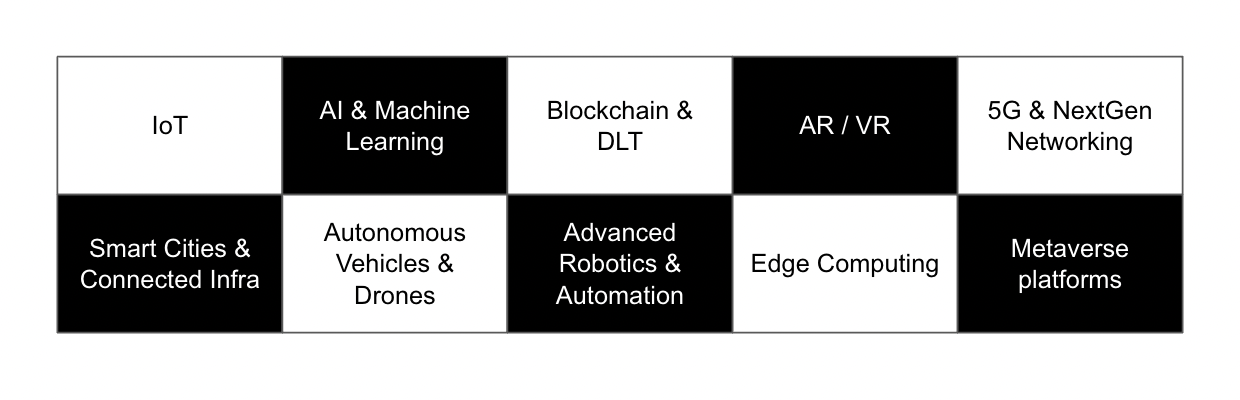 IoT
AI & Machine
Learning
Blockchain &
DLT
AR / VR
5G & NextGen
Networking
Smart Cities &
Connected Infra
Autonomous
Vehicles &
Drones
Advanced
Robotics &
Automation
Edge Computing
Metaverse
platforms